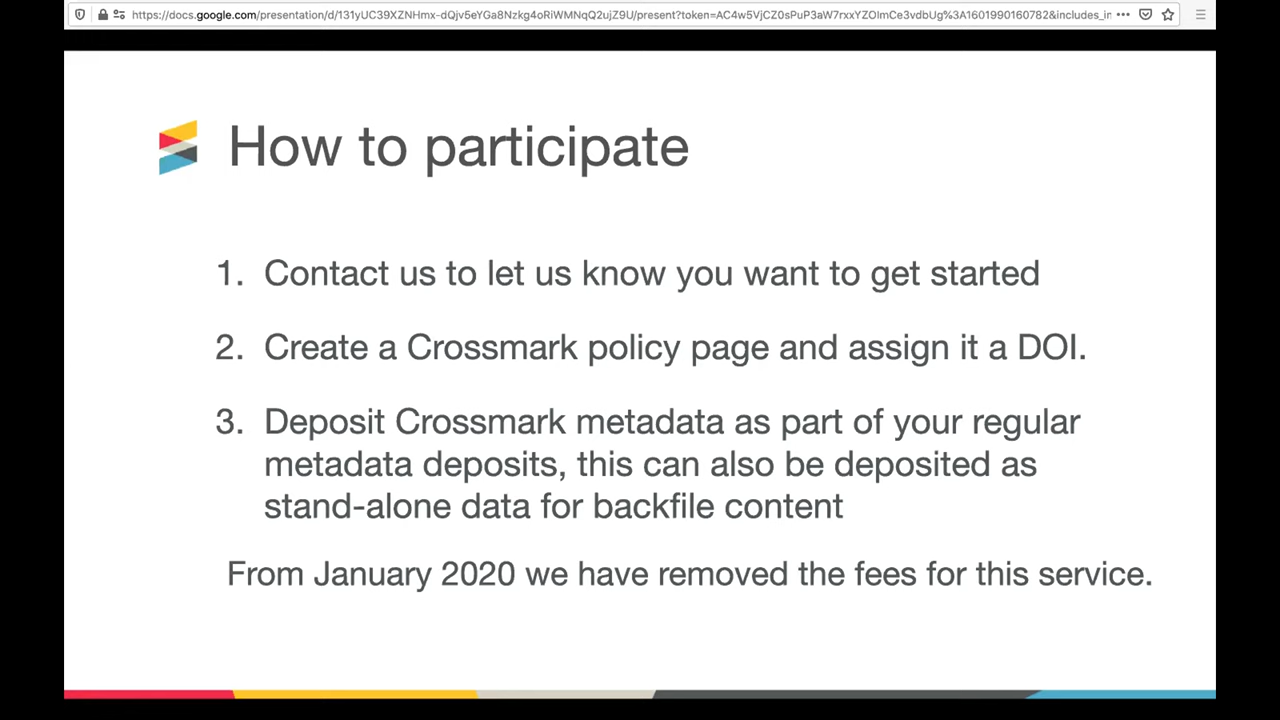 https://docs.google.com/presentation/d/131yUC39XZNHmx-dQjv5eYGa8Nzkg4oRiWMNqQ2ujZ9U/present?token=AC4w5VjCZ0sPuP3aW7rxxYZOlmCe3vdbUg%3A1601990160782&includes_in
How to participate
1. Contact us to let us know you want to get started
2. Create a Crossmark policy page and assign it a DOI.
3. Deposit Crossmark metadata as part of your regular
metadata deposits, this can also be deposited as
stand-alone data for backfile content
From January 2020 we have removed the fees for this service.